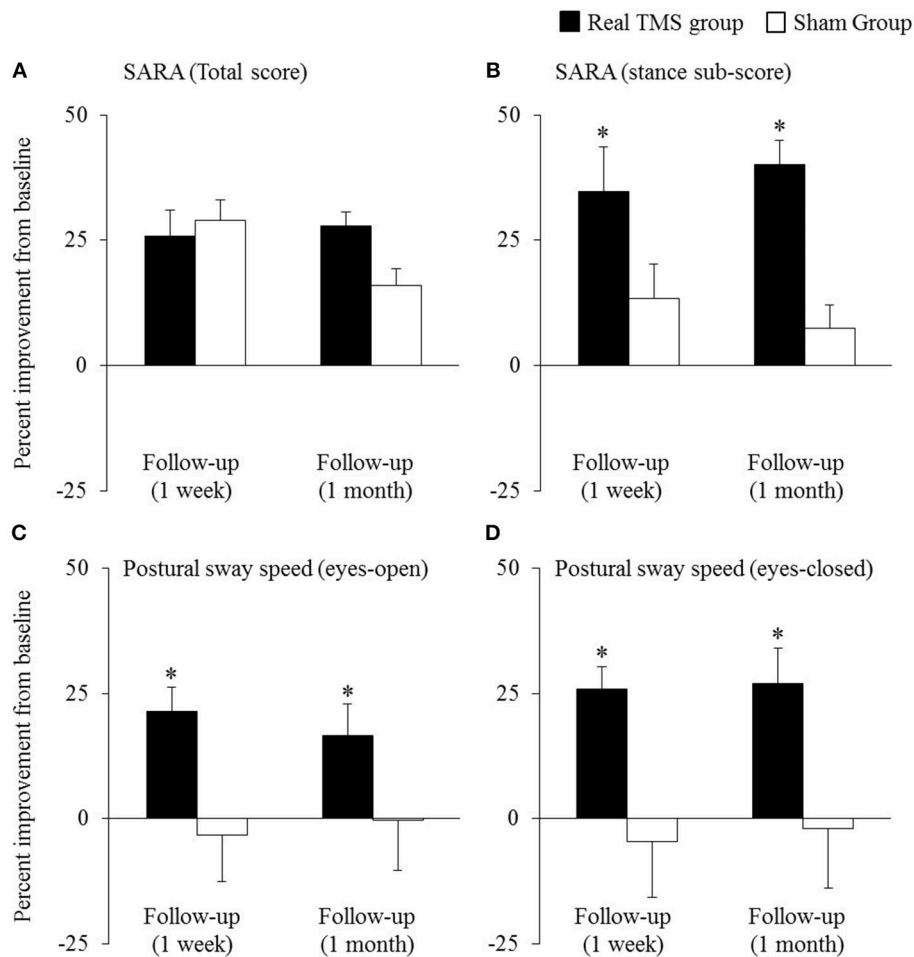 Real TMS group Sham Group
A B
SARA (Total score) SARA (stance sub-score)
Percent improvement from baseline
50
25
0
-25
* *
50
25
0
-25
Follow-up Follow-up
(1 week) (1 month)
Follow-up Follow-up
(1 week) (1 month)
C D
Postural sway speed (eyes-open) Postural sway speed (eyes-closed)
Percent improvement from baseline
50
25
0
-25
* *
50
25
0
-25
* *
Follow-up Follow-up
(1 week) (1 month)
Follow-up Follow-up
(1 week) (1 month)